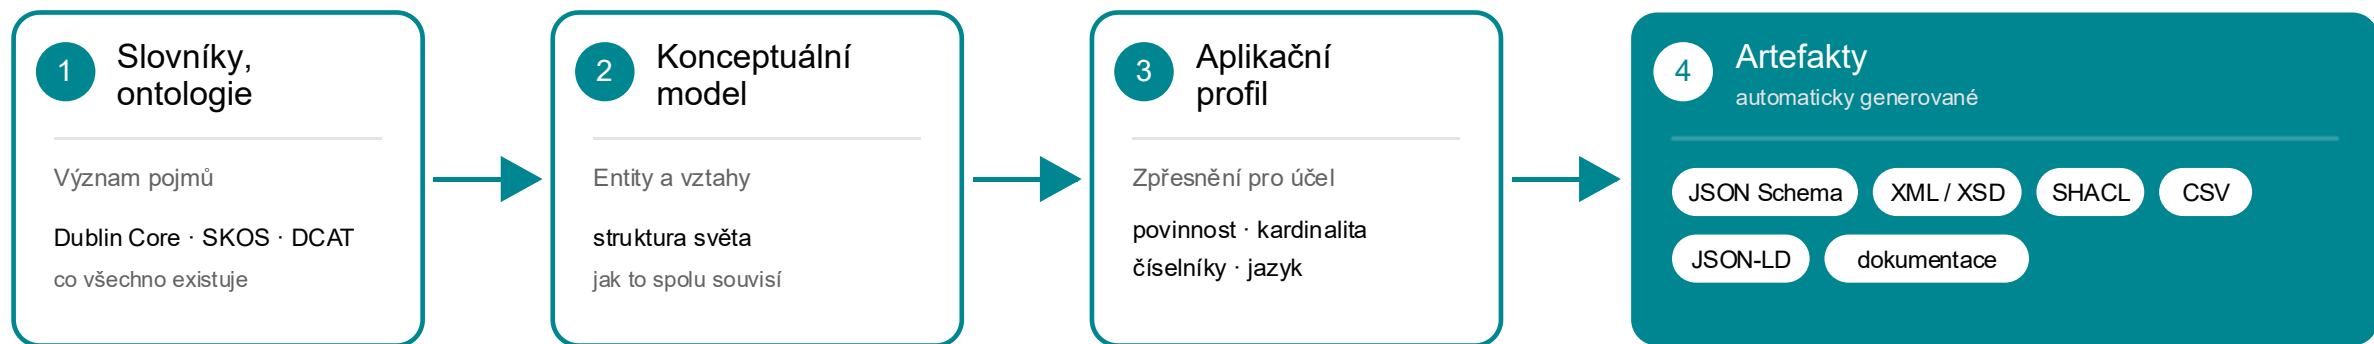 1
Slovníky,
ontologie
Význam pojmů
Dublin Core · SKOS · DCAT
co všechno existuje
2
Konceptuální
model
Entity a vztahy
struktura světa
jak to spolu souvisí
3
Aplikační
profil
Zpřesnění pro účel
povinnost · kardinalita
číselníky · jazyk
4
Artefakty
automaticky generované
JSON Schema XML / XSD SHACL CSV
JSON-LD dokumentace